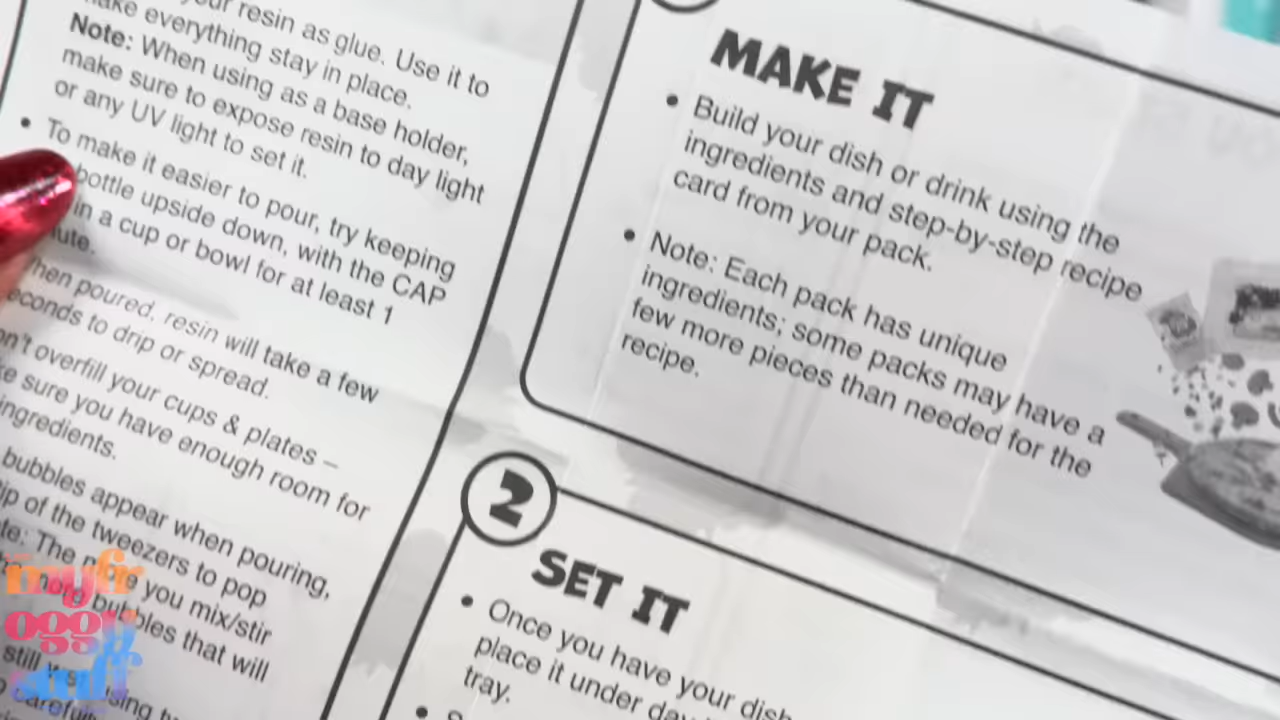 your resin as glue. Use it to
make everything stay in place.
Note: When using as a base holder,
make sure to expose resin to day light
or any UV light to set it.
• To make it easier to pour, try keeping
bottle upside down, with the CAP
in a cup or bowl for at least 1
When poured, resin will take a few
seconds to drip or spread.
overfill your cups & plates –
sure you have enough room for
ingredients.
bubbles appear when pouring,
of the tweezers to pop
The you mix/stir
bubbles that will
still
MAKE IT
• Build your dish or drink using the
ingredients and step-by-step recipe
card from your pack.
• Note: Each pack has unique
ingredients; some packs may have a
few more pieces than needed for the
recipe.
2
SET IT
• Once you have your dish
place it under day
tray.
myfr
oggy
stuff